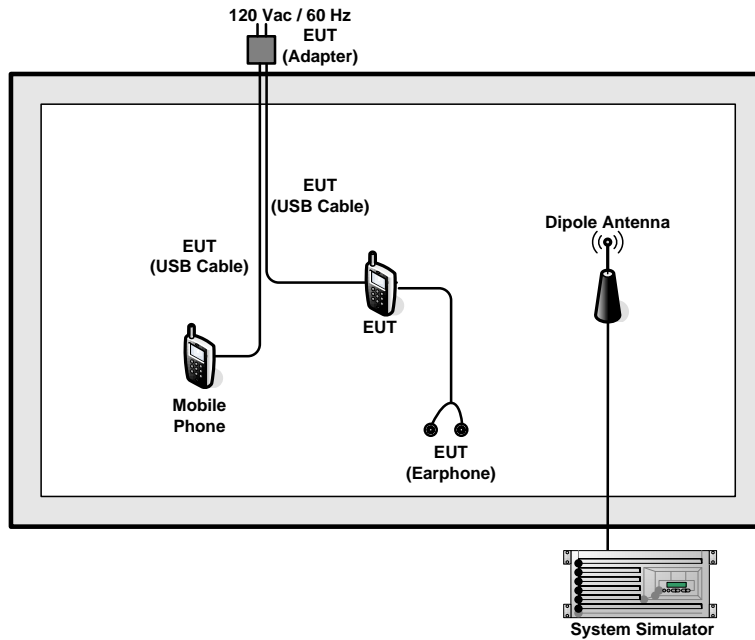 120 Vac / 60 Hz
EUT
(Adapter)
EUT
(USB Cable)
Dipole Antenna
EUT
(USB Cable)
EUT
Mobile
Phone
EUT
(Earphone)
System Simulator